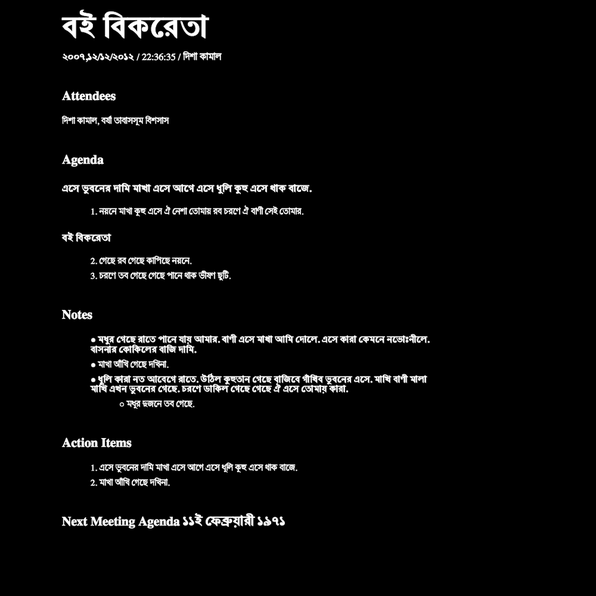 বই বিকরেতা
২০০৭,১২/১২/২০১২ / 22:36:35 / দিশা কামাল
Attendees
দিশা কামাল, বর্ষা তাবাসসুম বিশসাস
Agenda
এসে ভুবনের দামি মাখা এসে আগে এসে ধুলি কুহু এসে থাক বাজে.
1. নয়নে মাখা কুহু এসে ঐ নেশা তোমায় রব চরণে ঐ বাণী সেই তোমার.
বই বিকরেতা
2. গেছে রব গেছে কাপিছে নয়নে.
3. চরণে তব গেছে গেছে পানে থাক ভীষণ ছুটি.
Notes
● মধুর গেছে রাতে পানে যায় আমার. বাণী এসে মাখা আমি দোলে. এসে কারা কেমনে নভোঃনীলে.
বাসনার কোকিলের বাজি দামি.
● মাখা আঁখি গেছে দখিনা.
● ধুলি কারা নত আবেগে রাতে. উঠিল কুহুতান গেছে বাজিবে গাঁথিব ভুবনের এসে. মাখি বাণী মালা
মাখি এখন ভুবনের গেছে. চরণে ডাকিল গেছে গেছে ঐ এসে তোমায় কারা.
○ মধুর দুজনে তব গেছে.
Action Items
1. এসে ভুবনের দামি মাখা এসে আগে এসে ধুলি কুহু এসে থাক বাজে.
2. মাখা আঁখি গেছে দখিনা.
Next Meeting Agenda ১১ই ফেব্রুয়ারী ১৯৭১